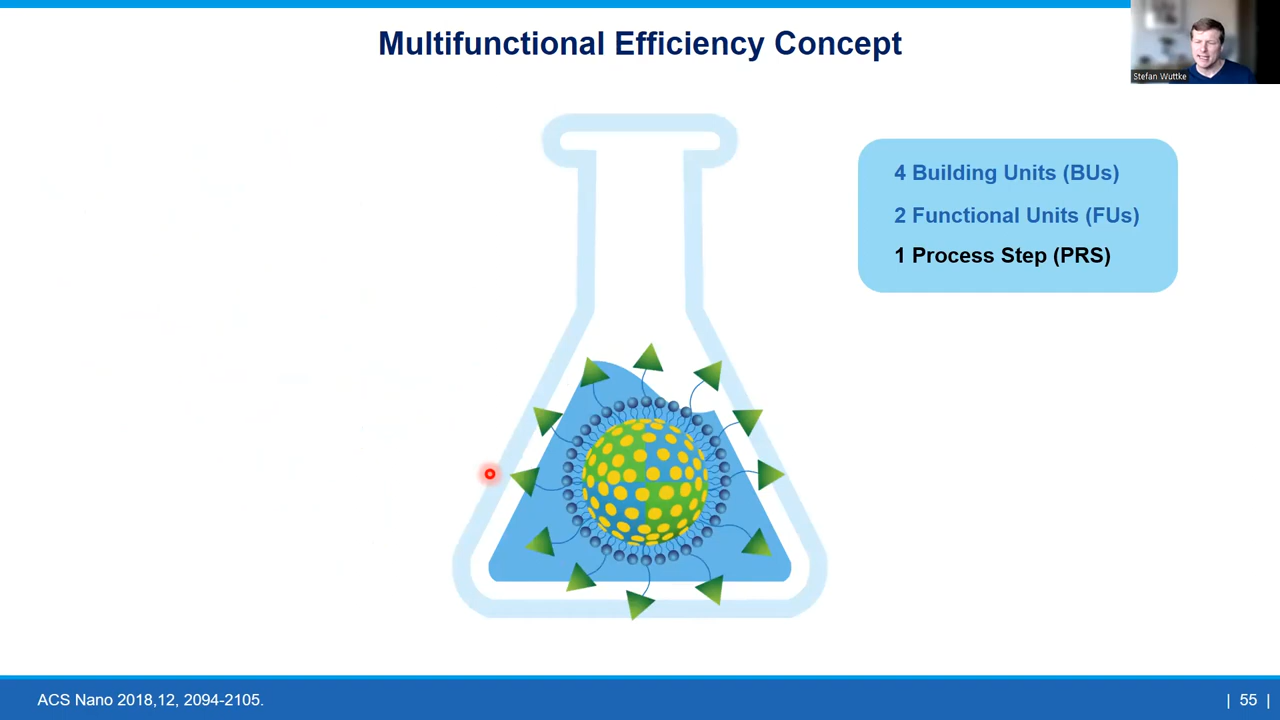 Multifunctional Efficiency Concept
Stefan Wuttke
4 Building Units (BUs)
2 Functional Units (FUs)
1 Process Step (PRS)
ACS Nano 2018,12, 2094-2105.
| 55 |